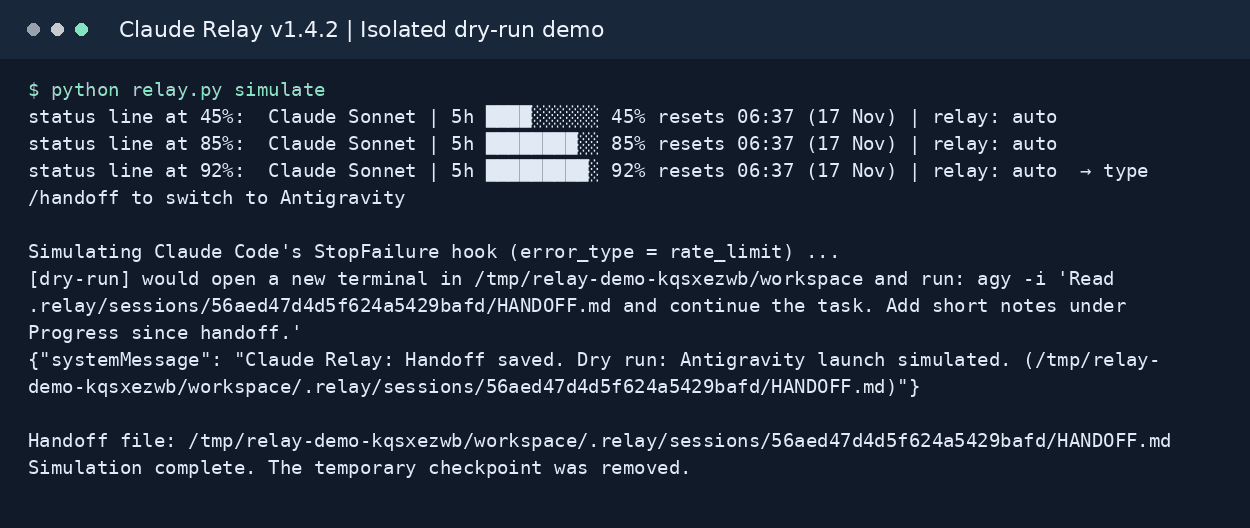 Claude Relay v1.4.2 | Isolated dry-run demo
$ python relay.py simulate
status line at 45%:  Claude Sonnet | 5h ████░░░░░░ 45% resets 06:37 (17 Nov) | relay: auto
status line at 85%:  Claude Sonnet | 5h ████████░░ 85% resets 06:37 (17 Nov) | relay: auto
status line at 92%:  Claude Sonnet | 5h █████████░ 92% resets 06:37 (17 Nov) | relay: auto  → type
/handoff to switch to Antigravity
Simulating Claude Code's StopFailure hook (error_type = rate_limit) ...
[dry-run] would open a new terminal in /tmp/relay-demo-kqsxezwb/workspace and run: agy -i 'Read
.relay/sessions/56aed47d4d5f624a5429bafd/HANDOFF.md and continue the task. Add short notes under
Progress since handoff.'
{"systemMessage": "Claude Relay: Handoff saved. Dry run: Antigravity launch simulated. (/tmp/relay-
demo-kqsxezwb/workspace/.relay/sessions/56aed47d4d5f624a5429bafd/HANDOFF.md)"}
Handoff file: /tmp/relay-demo-kqsxezwb/workspace/.relay/sessions/56aed47d4d5f624a5429bafd/HANDOFF.md
Simulation complete. The temporary checkpoint was removed.